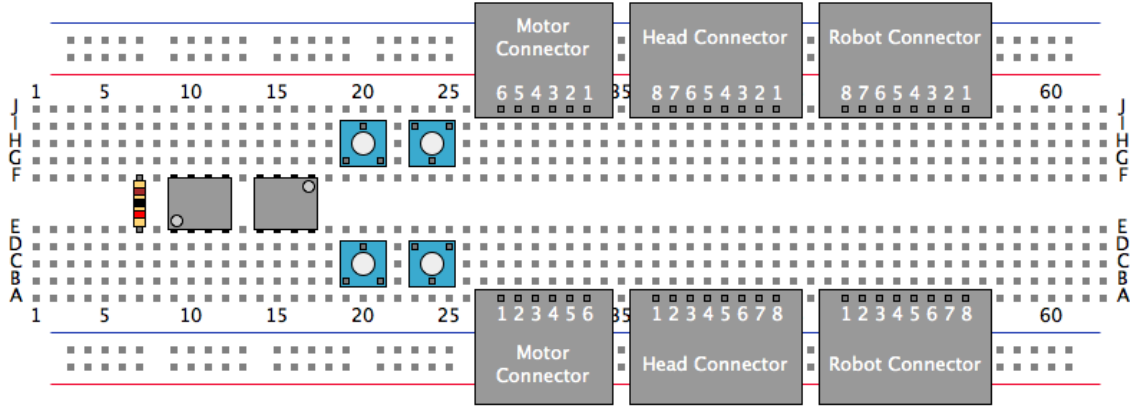 Motor
Connector
Head Connector
Robot Connector
1 5 10 15 20 25 35 60
6 5 4 3 2 1
8 7 6 5 4 3 2 1
8 7 6 5 4 3 2 1
J J
I I
H H
G G
F F
E E
D D
C C
B B
A A
1 2 3 4 5 6
1 2 3 4 5 6 7 8
1 2 3 4 5 6 7 8
1 5 10 15 20 25 35 60
Motor
Connector
Head Connector
Robot Connector